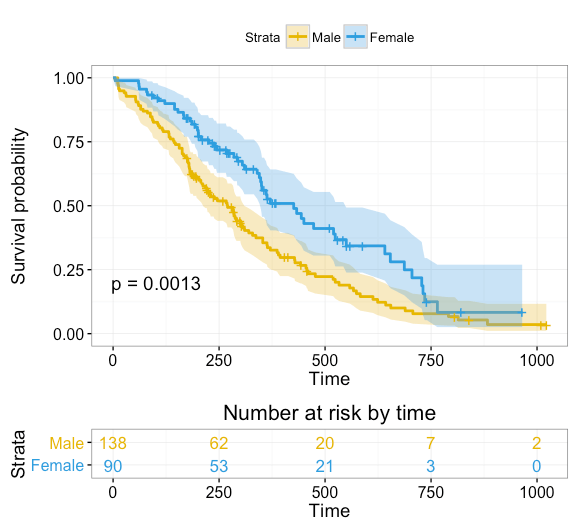 Strata Male Female
Survival probability
1.00
0.75
0.50
0.25
0.00
p = 0.0013
0 250 500 750 1000
Time
Number at risk by time
Strata
Male 138 62 20 7 2
Female 90 53 21 3 0
0 250 500 750 1000
Time